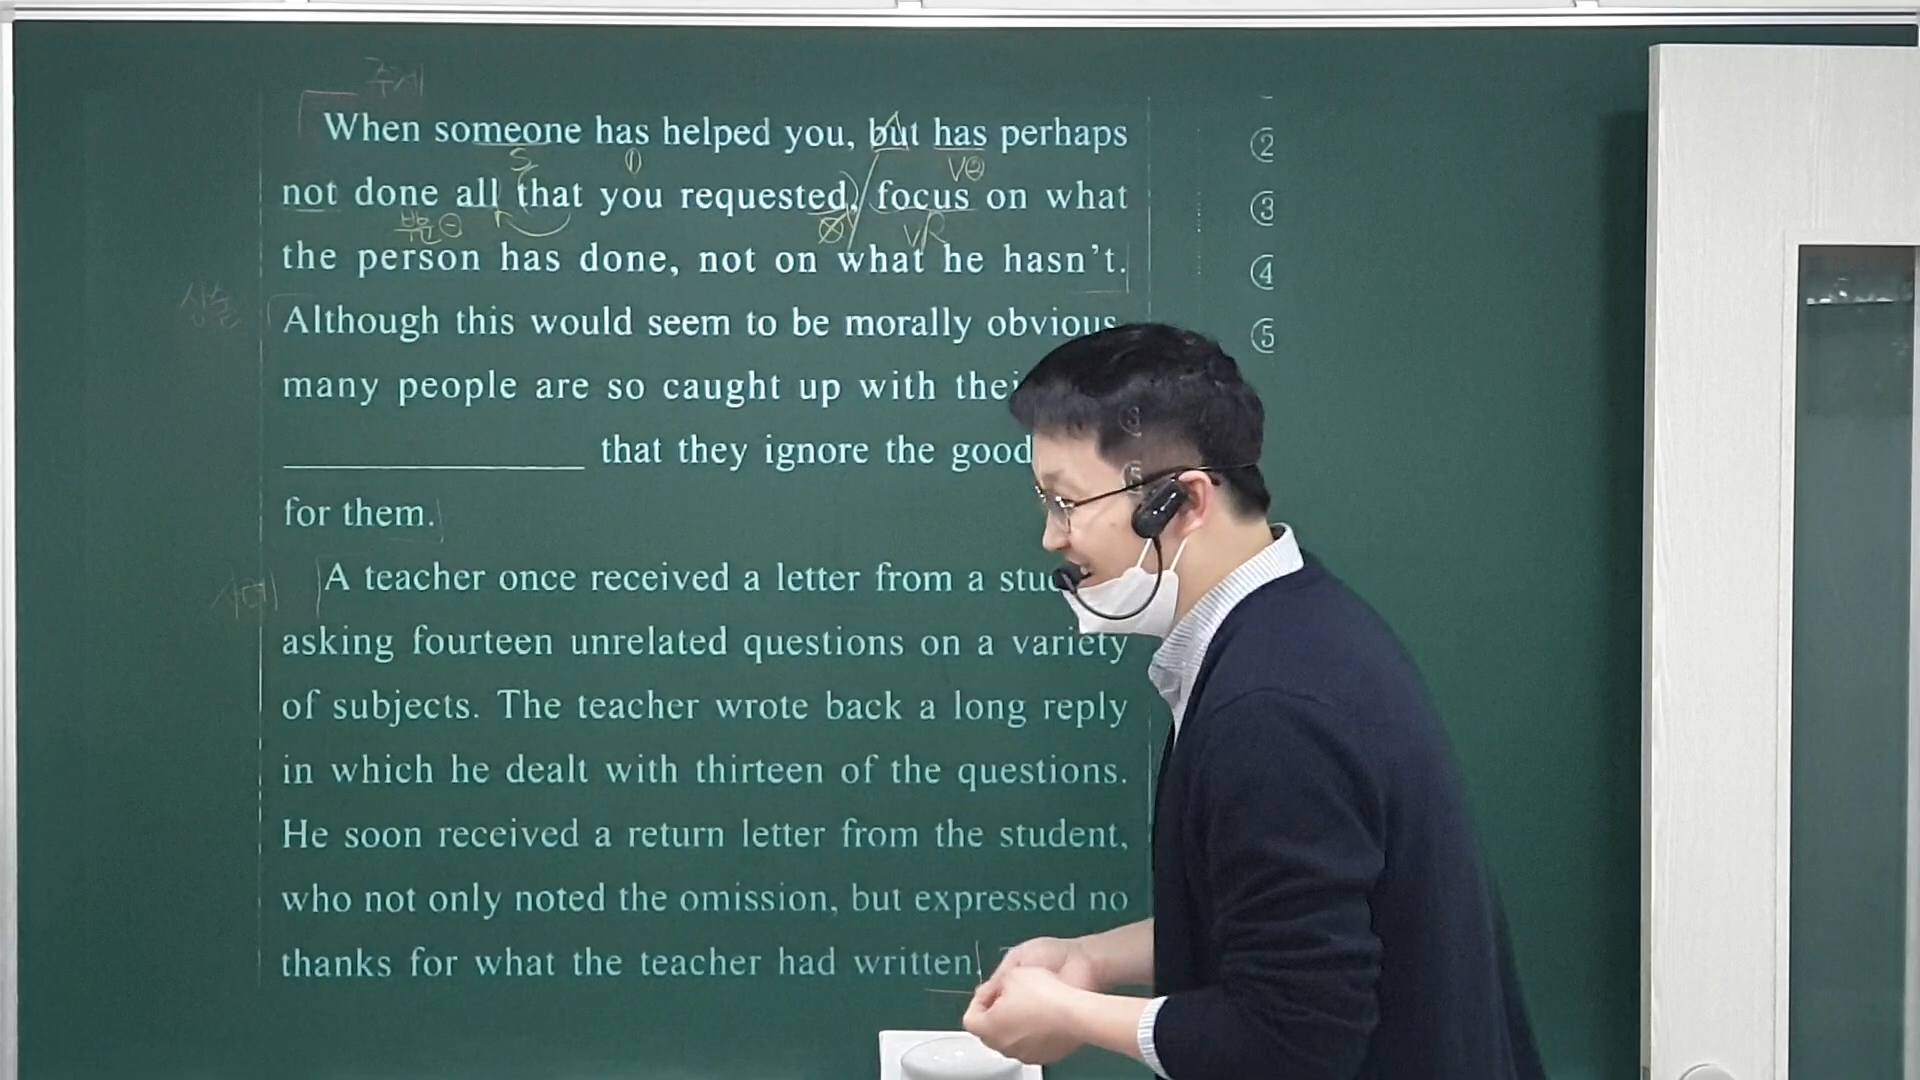 주제
When someone has helped you, but has perhaps
S ① V②
not done all that you requested, focus on what
부분 VR
the person has done, not on what he hasn't.
상술
Although this would seem to be morally obvious
many people are so caught up with
that they ignore the good
for them.
A teacher once received a letter from a
asking fourteen unrelated questions on a variety
of subjects. The teacher wrote back a long reply
in which he dealt with thirteen of the questions.
He soon received a return letter from the student,
who not only noted the omission, but expressed no
thanks for what the teacher had written.
②
③
④
⑤